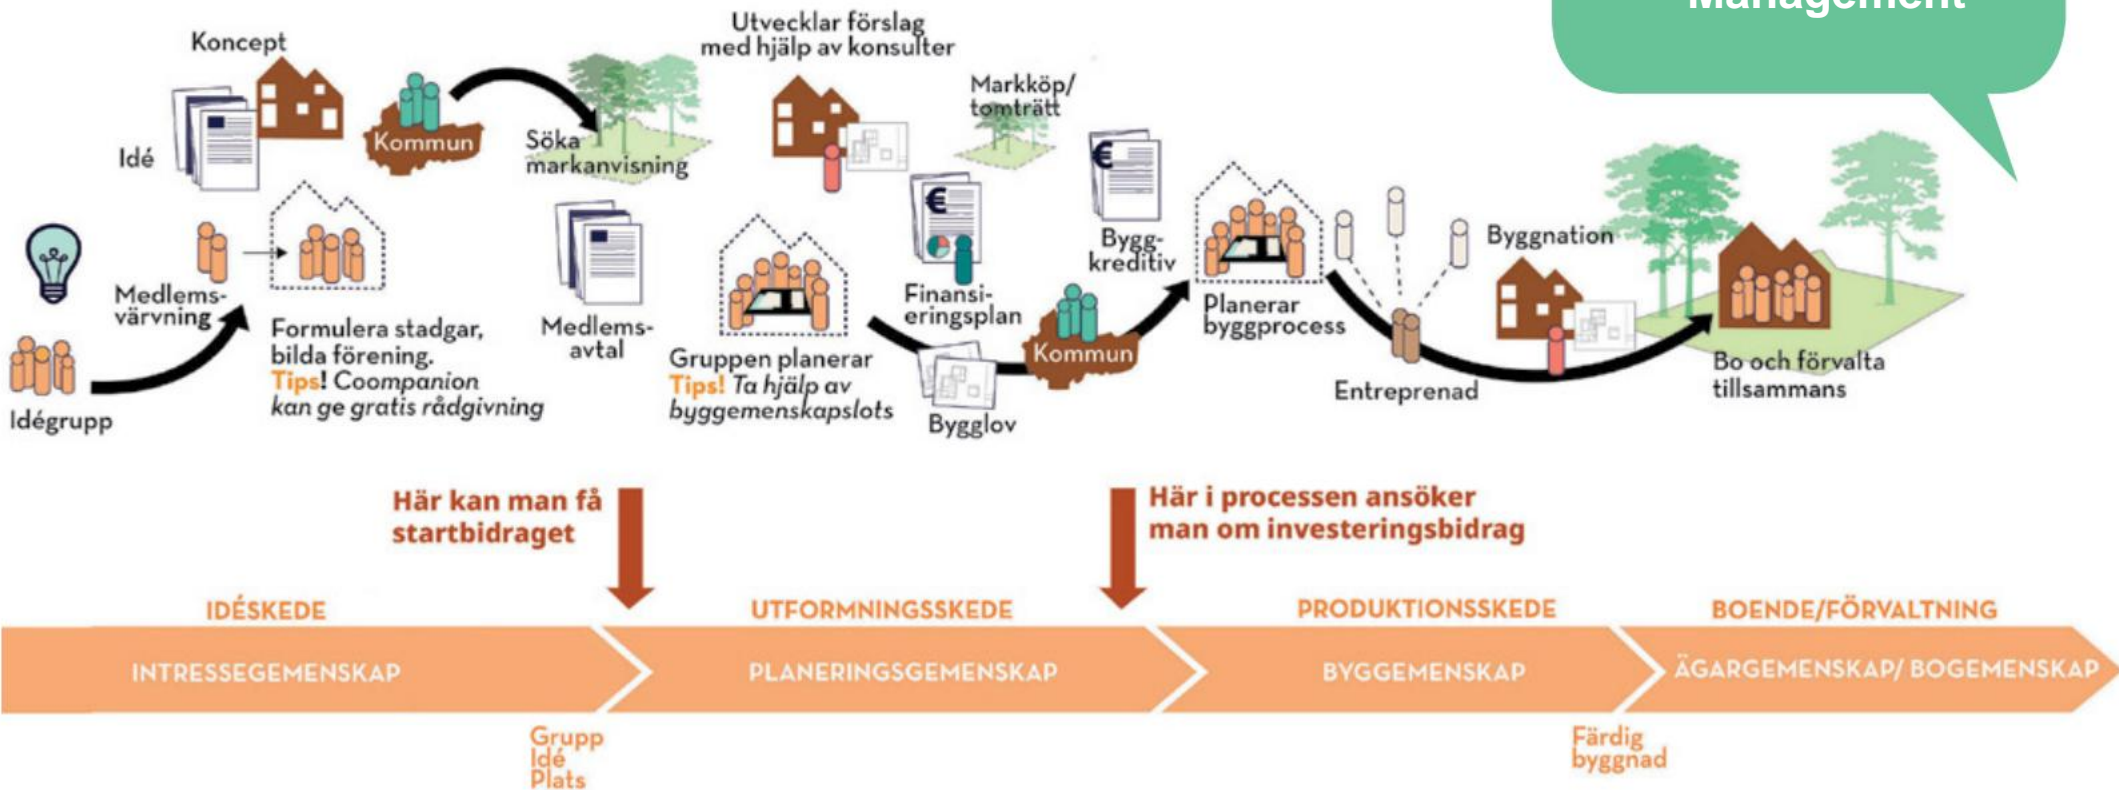 Management
Koncept
Idé
Kommun
Söka
markanvisning
Utvecklar förslag
med hjälp av konsulter
Markköp/
tomträtt
Medlems-
värvning
Idégrupp
Formulera stadgar,
bilda förening.
Tips! Coompanion
kan ge gratis rådgivning
Medlems-
avtal
Gruppen planerar
Tips! Ta hjälp av
byggemenskapslots
€
Finansi-
eringsplan
Bygglov
Kommun
€
Bygg-
kreditiv
Planerar
byggprocess
Entreprenad
Byggnation
Bo och förvalta
tillsammans
Här kan man få
startbidraget
Här i processen ansöker
man om investeringsbidrag
IDÉSKEDE
UTFORMNINGSSKEDE
PRODUKTIONSSKEDE
BOENDE/FÖRVALTNING
INTRESSEGEMENSKAP
PLANERINGSGEMENSKAP
BYGGEMENSKAP
ÄGARGEMENSKAP/ BOGEMENSKAP
Grupp
Idé
Plats
Färdig
byggnad